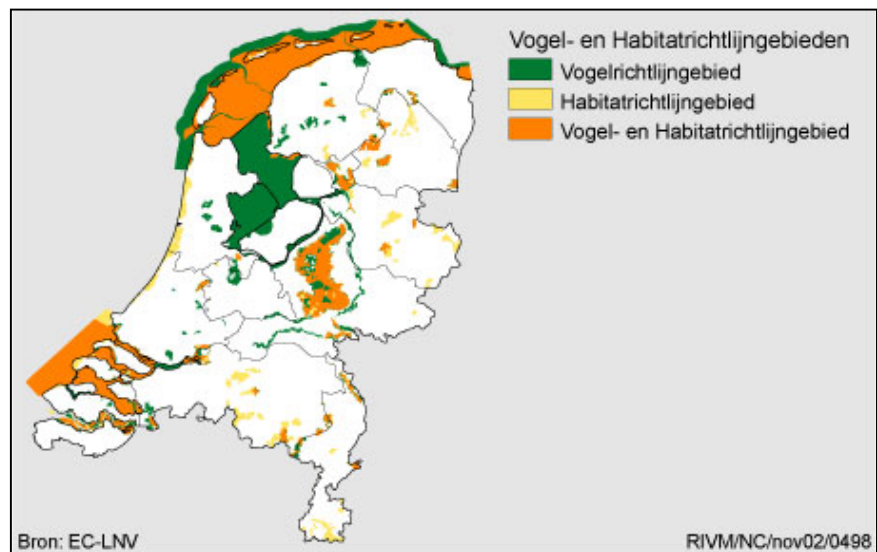 Vogel- en Habitatrichtlijngebieden
Vogelrichtlijngebied
Habitatrichtlijngebied
Vogel- en Habitatrichtlijngebied
Bron: EC-LNV
RIVM/NC/nov02/0498